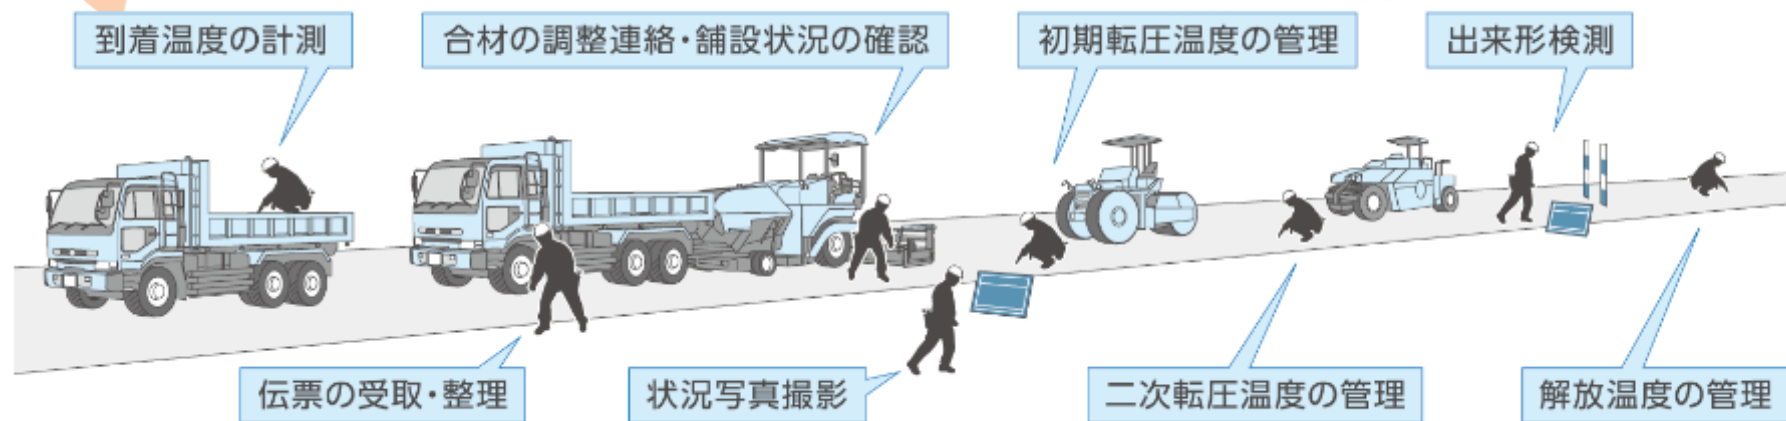 到着温度の計測
合材の調整連絡・舗設状況の確認
初期転圧温度の管理
出来形検測
伝票の受取・整理
状況写真撮影
二次転圧温度の管理
解放温度の管理